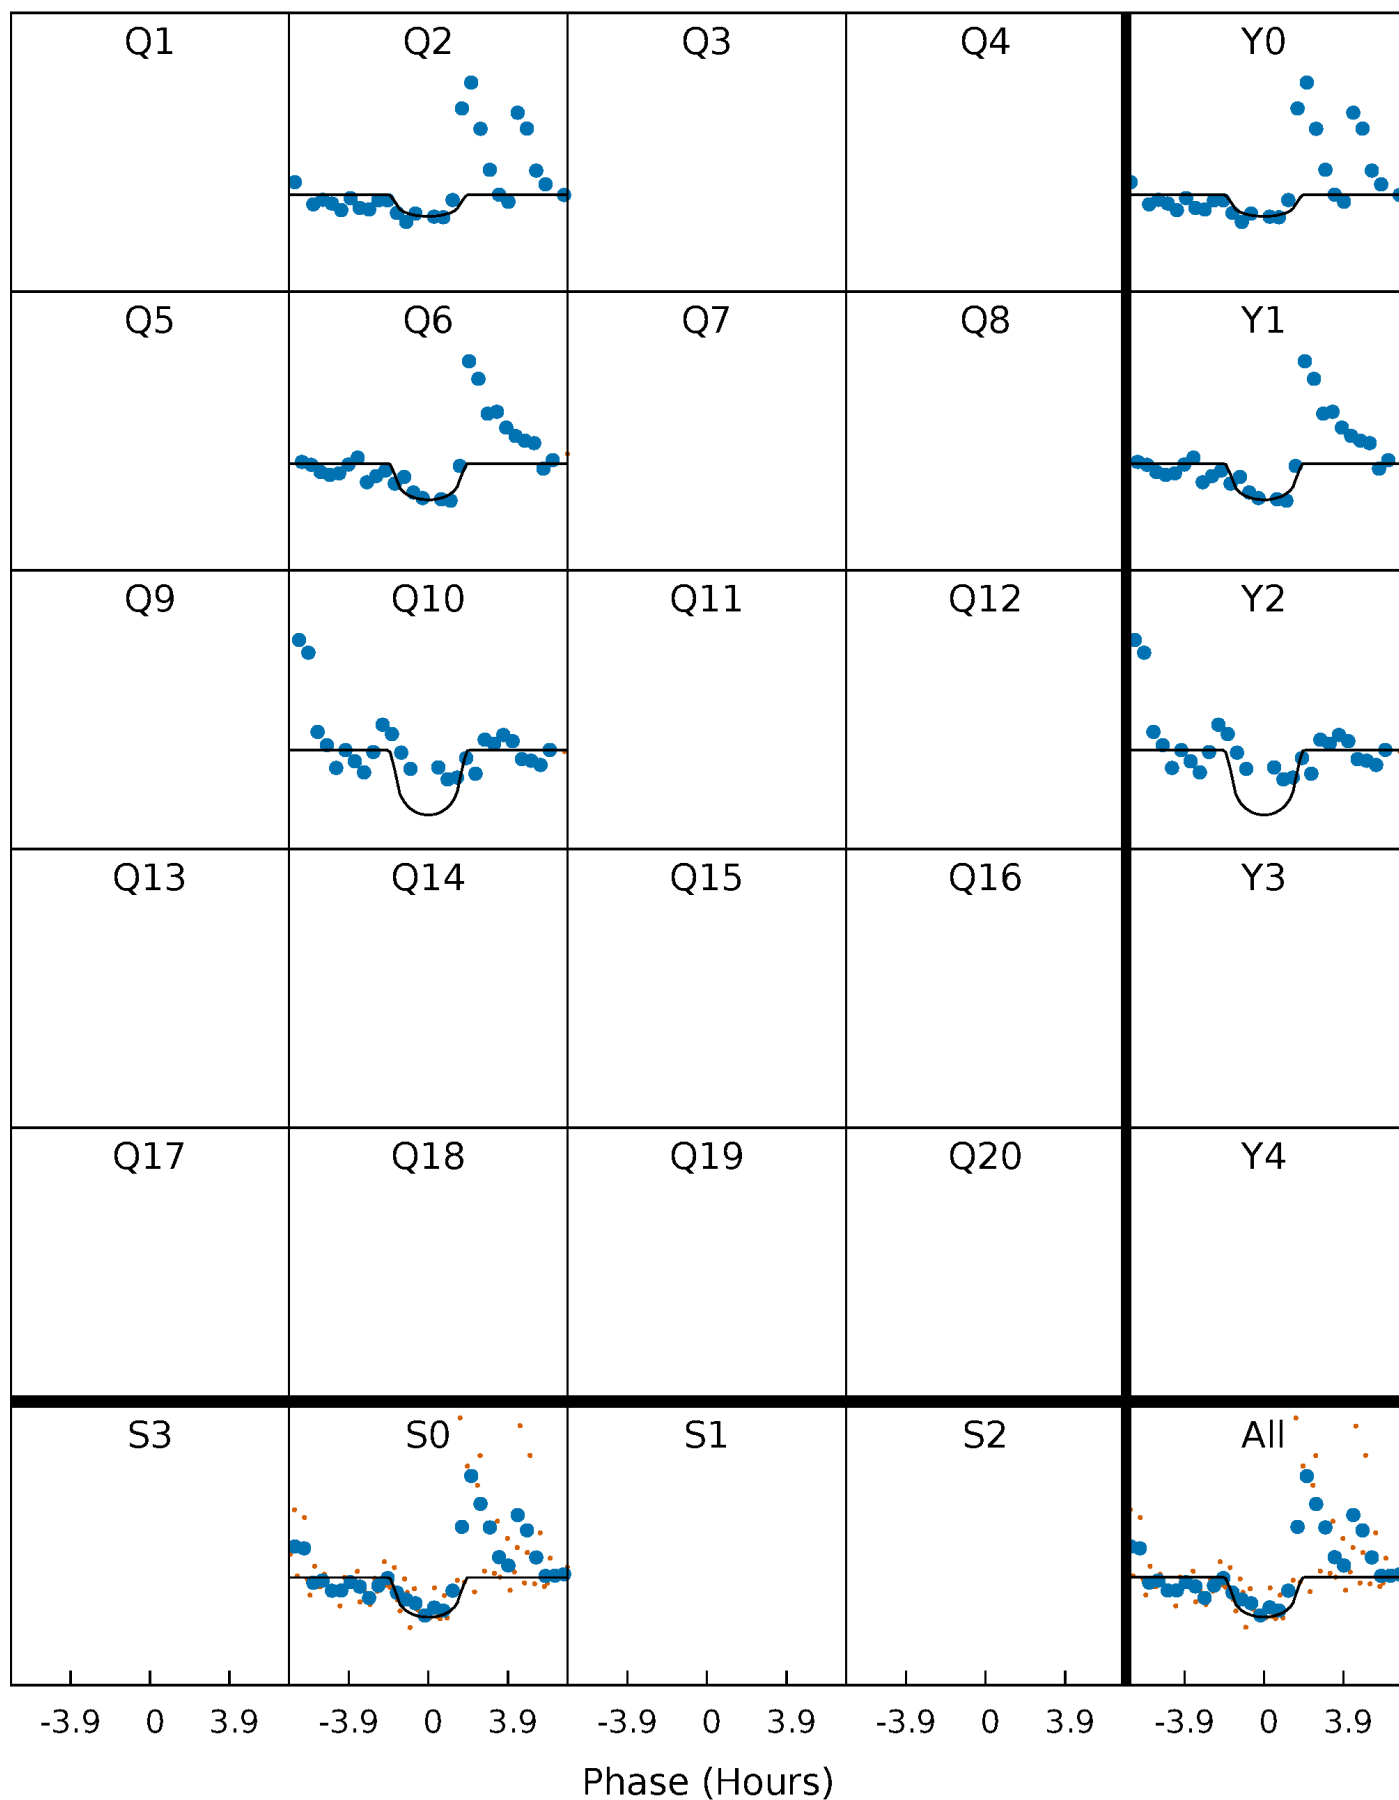 Q1 Q2 Q3 Q4 Y0
Q5 Q6 Q7 Q8 Y1
Q9 Q10 Q11 Q12 Y2
Q13 Q14 Q15 Q16 Y3
Q17 Q18 Q19 Q20 Y4
S3 S0 S1 S2 All
-3.9 0 3.9 -3.9 0 3.9 -3.9 0 3.9 -3.9 0 3.9 -3.9 0 3.9
Phase (Hours)